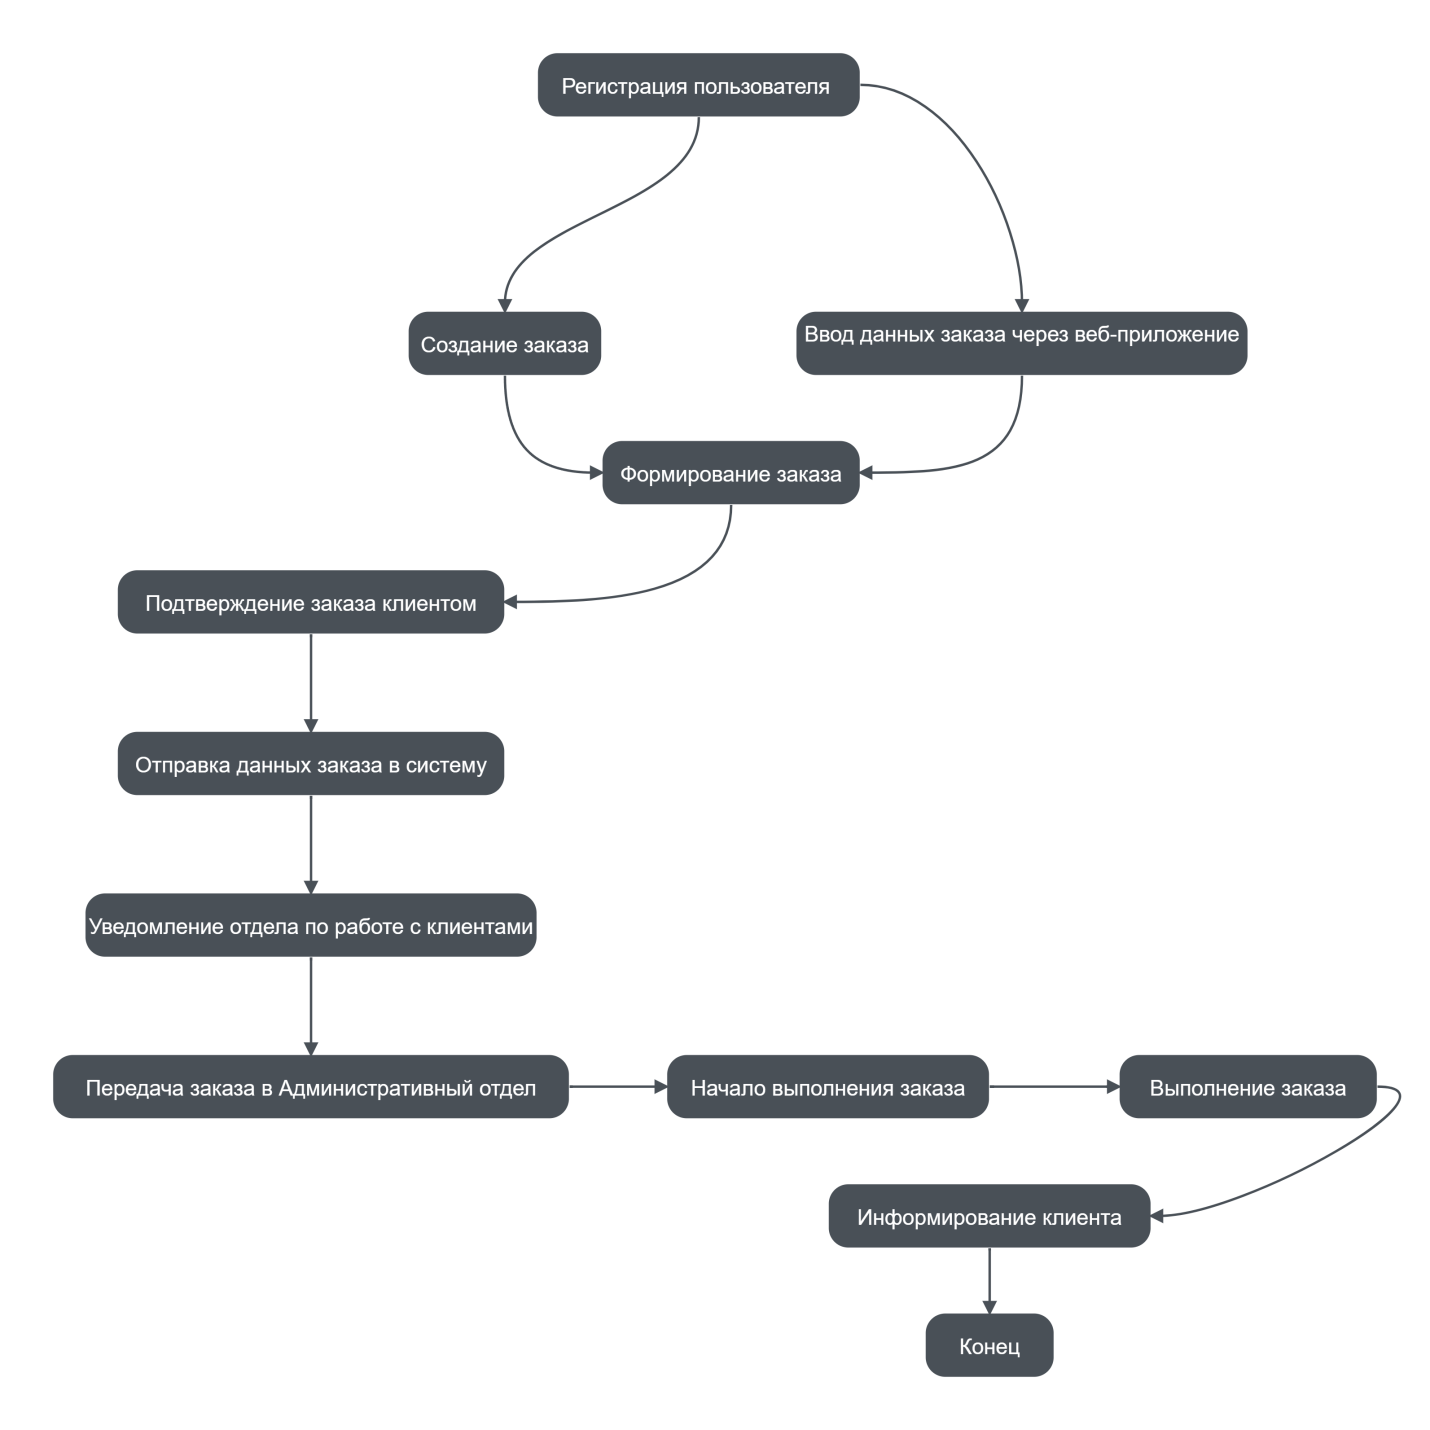 Регистрация пользователя
Создание заказа
Ввод данных заказа через веб-приложение
Формирование заказа
Подтверждение заказа клиентом
Отправка данных заказа в систему
Уведомление отдела по работе с клиентами
Передача заказа в Административный отдел
Начало выполнения заказа
Выполнение заказа
Информирование клиента
Конец